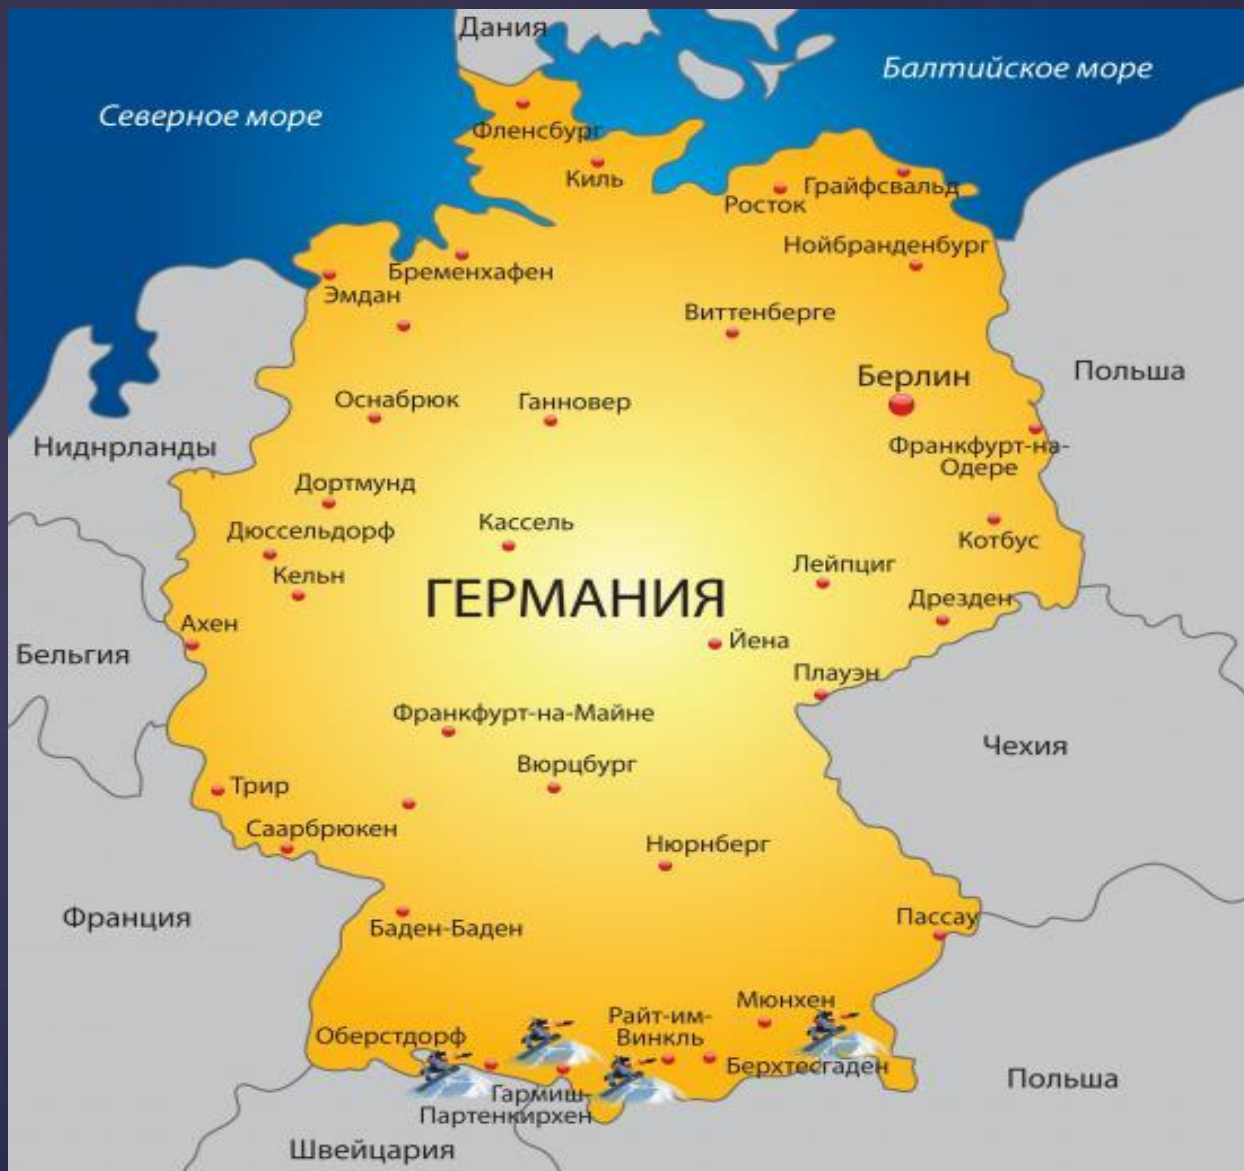 Дания
Балтийское море
Северное море
Фленсбург
Киль
Грайфсвальд
Росток
Нойбранденбург
Бременхафен
Эмдан
Виттенберге
Польша
Берлин
Оснабрюк
Ганновер
Ниднрланды
Франкфурт-на-
Одере
Дортмунд
Кассель
Дюссельдорф
Котбус
Лейпциг
Кельн
ГЕРМАНИЯ
Дрезден
Ахен
Йена
Бельгия
Плауэн
Франкфурт-на-Майне
Чехия
Вюрцбург
Трир
Саарбрюкен
Нюрнберг
Франция
Пассау
Баден-Баден
Мюнхен
Райт-им-
Винкль
Оберстдорф
Берхтесгаден
Польша
Гармиш-
Партенкирхен
Швейцария